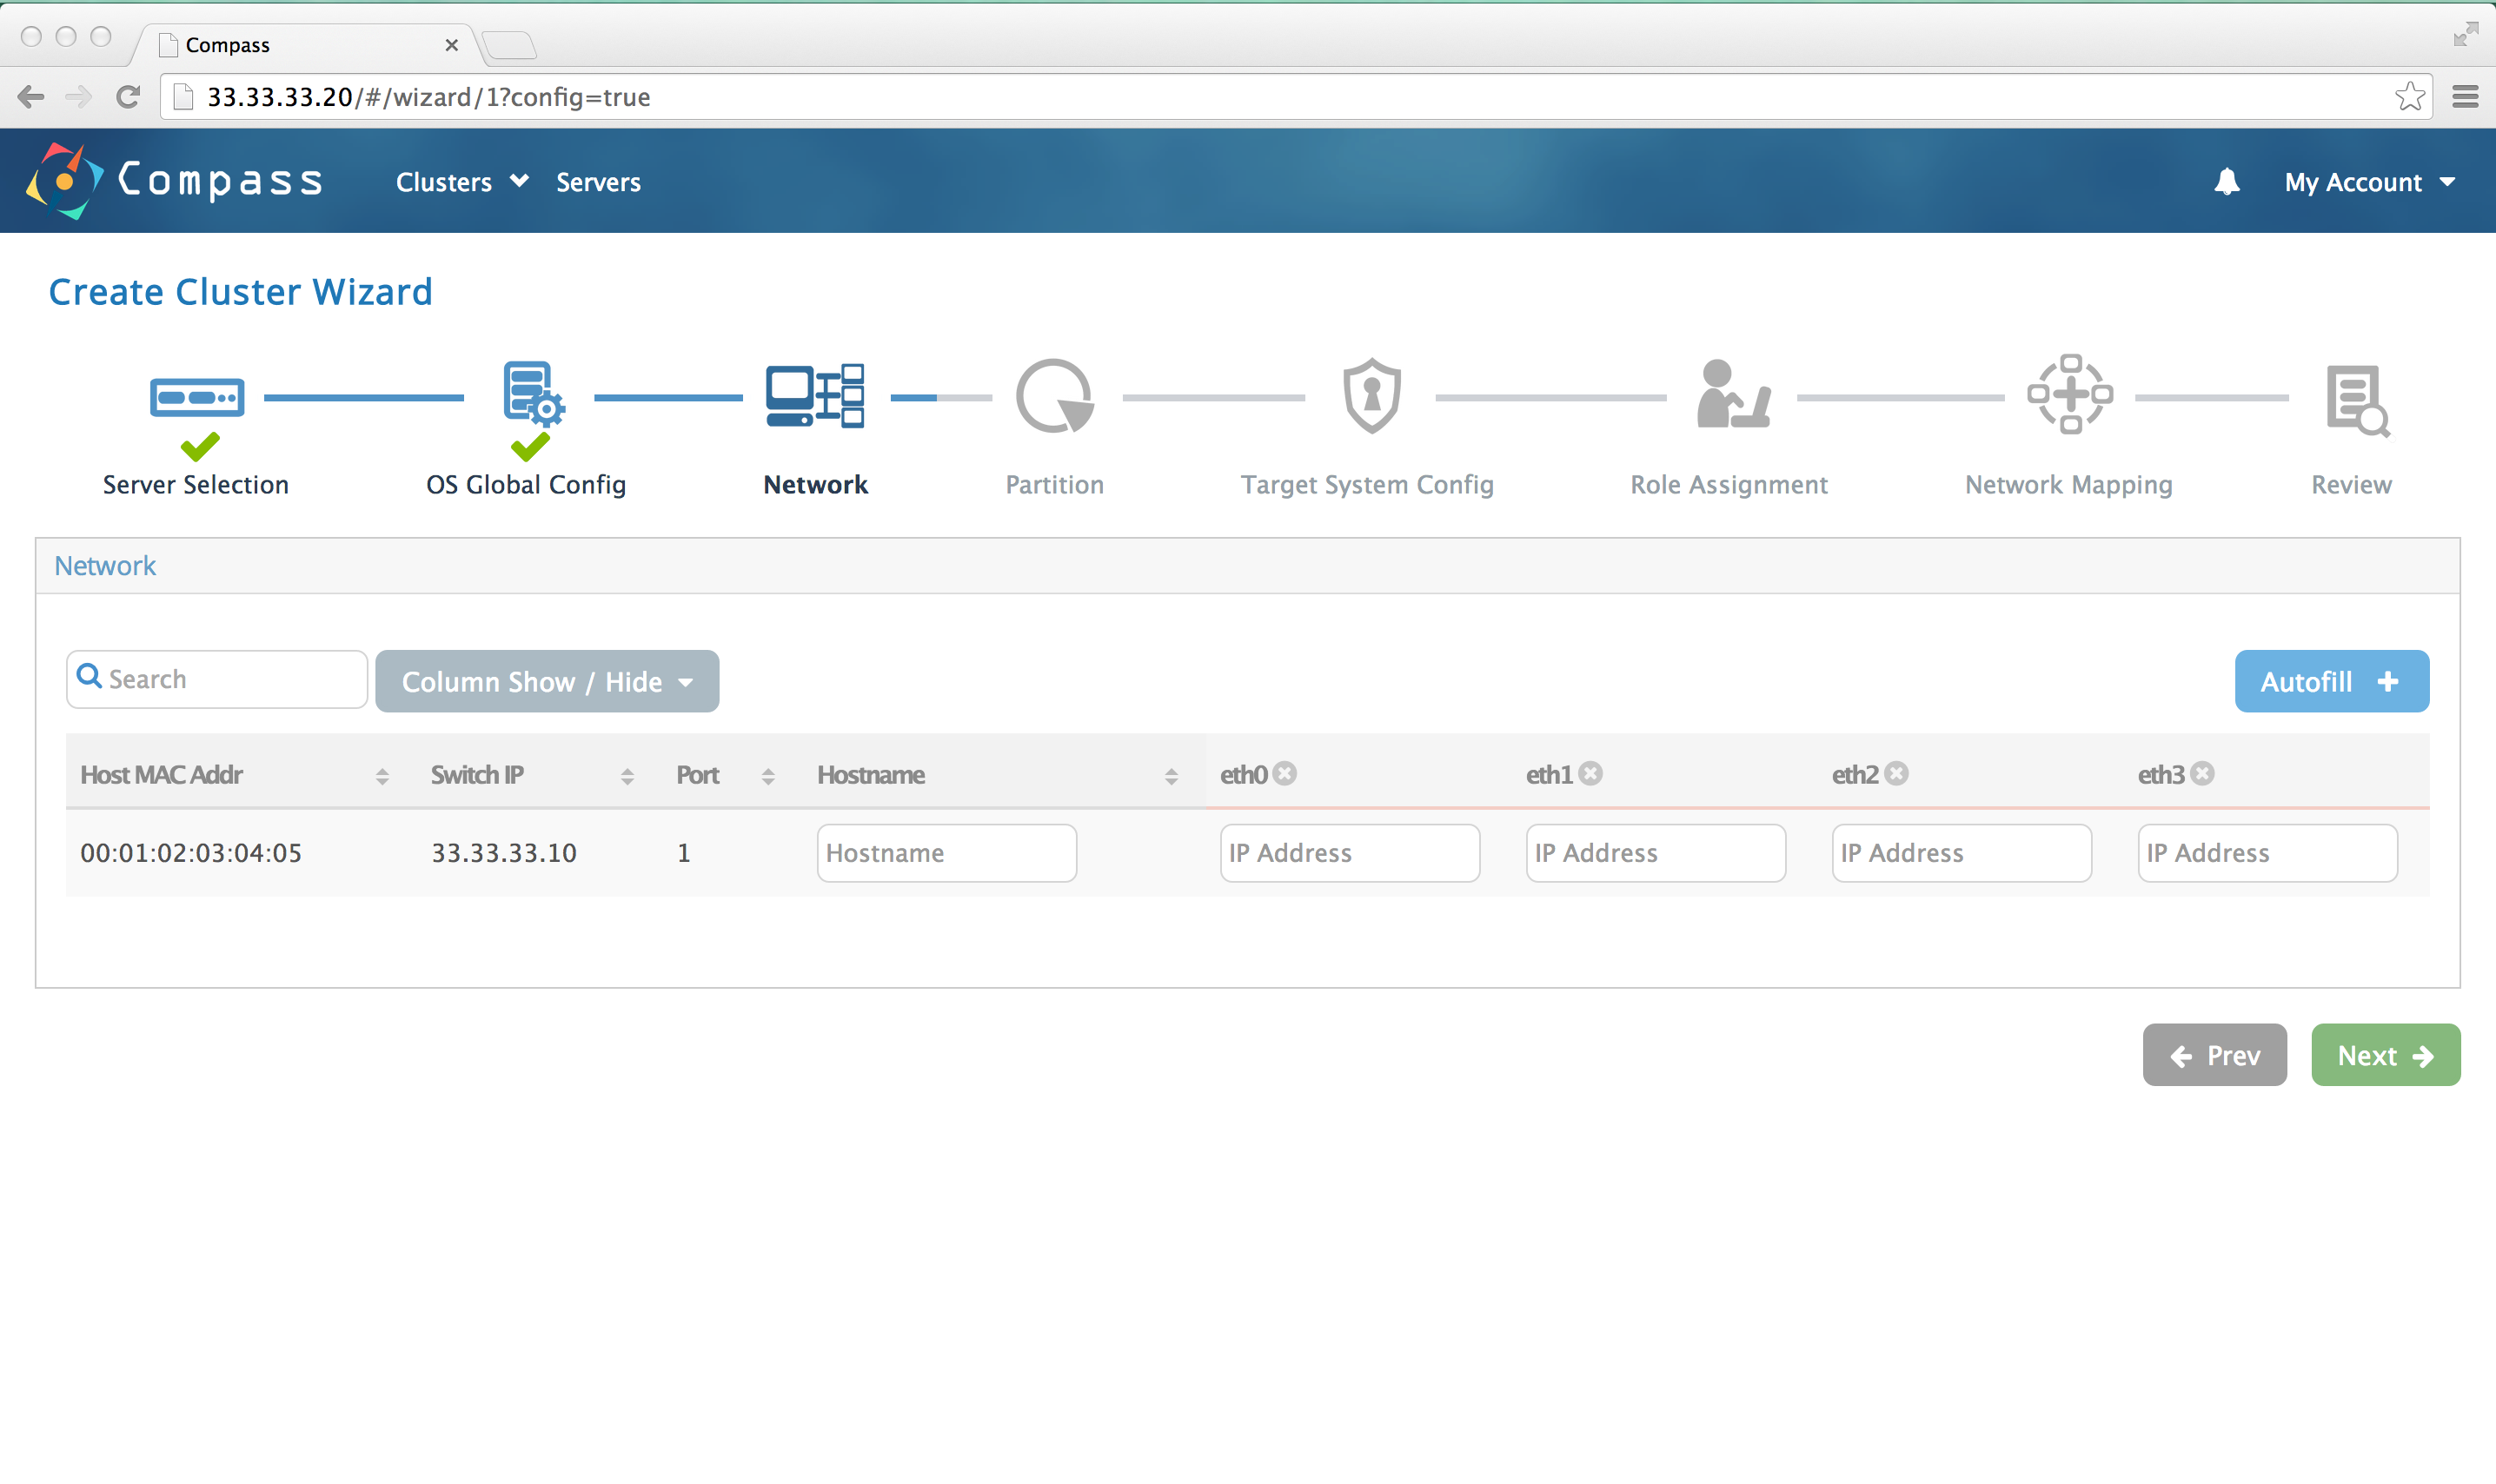 Compass
33.33.33.20/#/wizard/1?config=true
Compass Clusters Servers My Account
Create Cluster Wizard
Server Selection OS Global Config Network Partition Target System Config Role Assignment Network Mapping Review
Network
Search Column Show / Hide Autofill
Host MAC Addr Switch IP Port Hostname eth0 eth1 eth2 eth3
00:01:02:03:04:05 33.33.33.10 1 Hostname IP Address IP Address IP Address IP Address
Prev Next